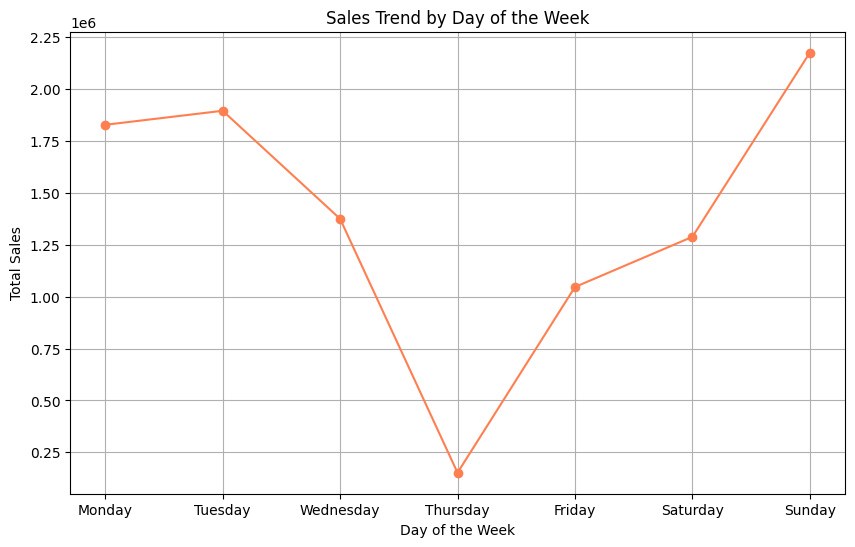 Sales Trend by Day of the Week
1e6
2.25
2.00
1.75
1.50
1.25
1.00
0.75
0.50
0.25
Total Sales
Monday Tuesday Wednesday Thursday Friday Saturday Sunday
Day of the Week